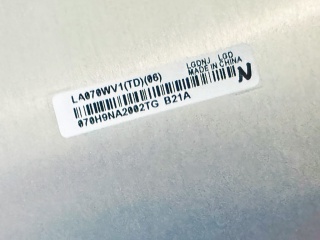 LA070WV1(TD)(06)
LGDNJ LGD
MADE IN CHINA
N
070H9NA2002TG B21A